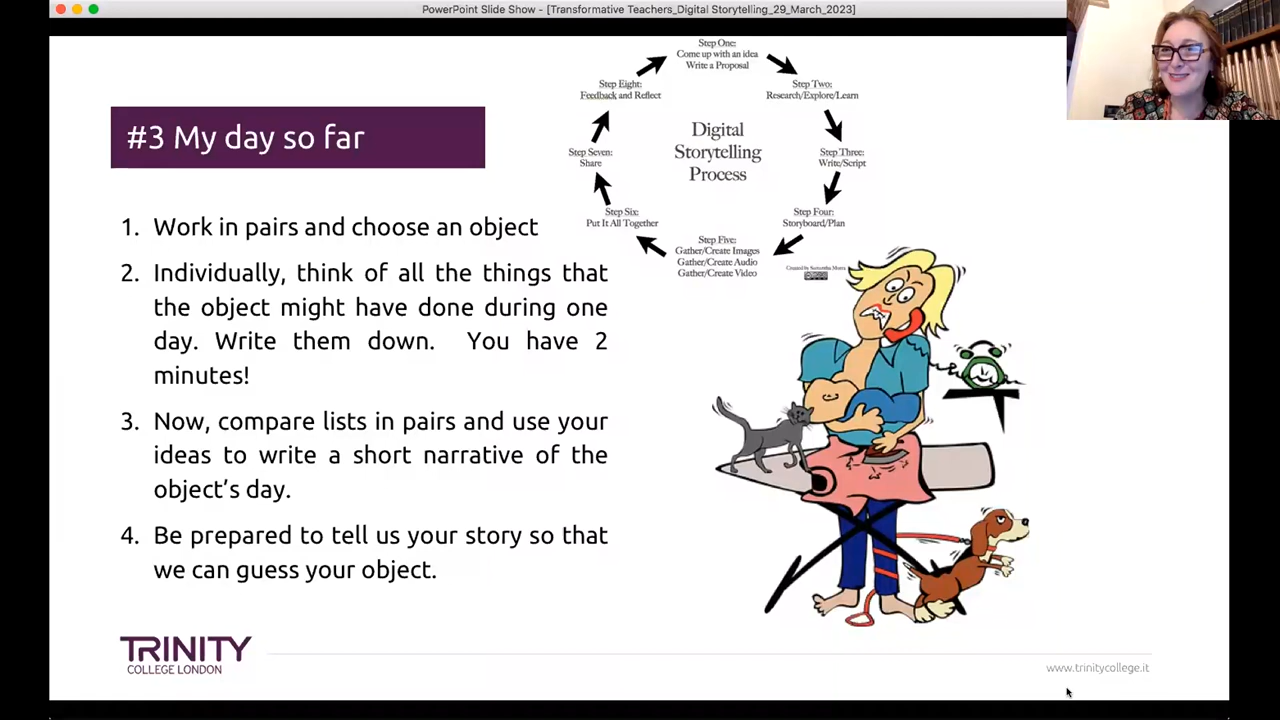 PowerPoint Slide Show - [Transformative Teachers_Digital Storytelling_29_March_2023]
#3 My day so far
Step One:
Come up with an idea
Write a Proposal
Step Two:
Research/Explore/Learn
Step Three:
Write/Script
Step Four:
Storyboard/Plan
Step Five:
Gather/Create Images
Gather/Create Audio
Gather/Create Video
Step Six:
Put It All Together
Step Seven:
Share
Step Eight:
Feedback and Reflect
Digital
Storytelling
Process
Created by Samantha
1. Work in pairs and choose an object
2. Individually, think of all the things that
the object might have done during one
day. Write them down. You have 2
minutes!
3. Now, compare lists in pairs and use your
ideas to write a short narrative of the
object's day.
4. Be prepared to tell us your story so that
we can guess your object.
TRINITY
COLLEGE LONDON
www.trinitycollege.it